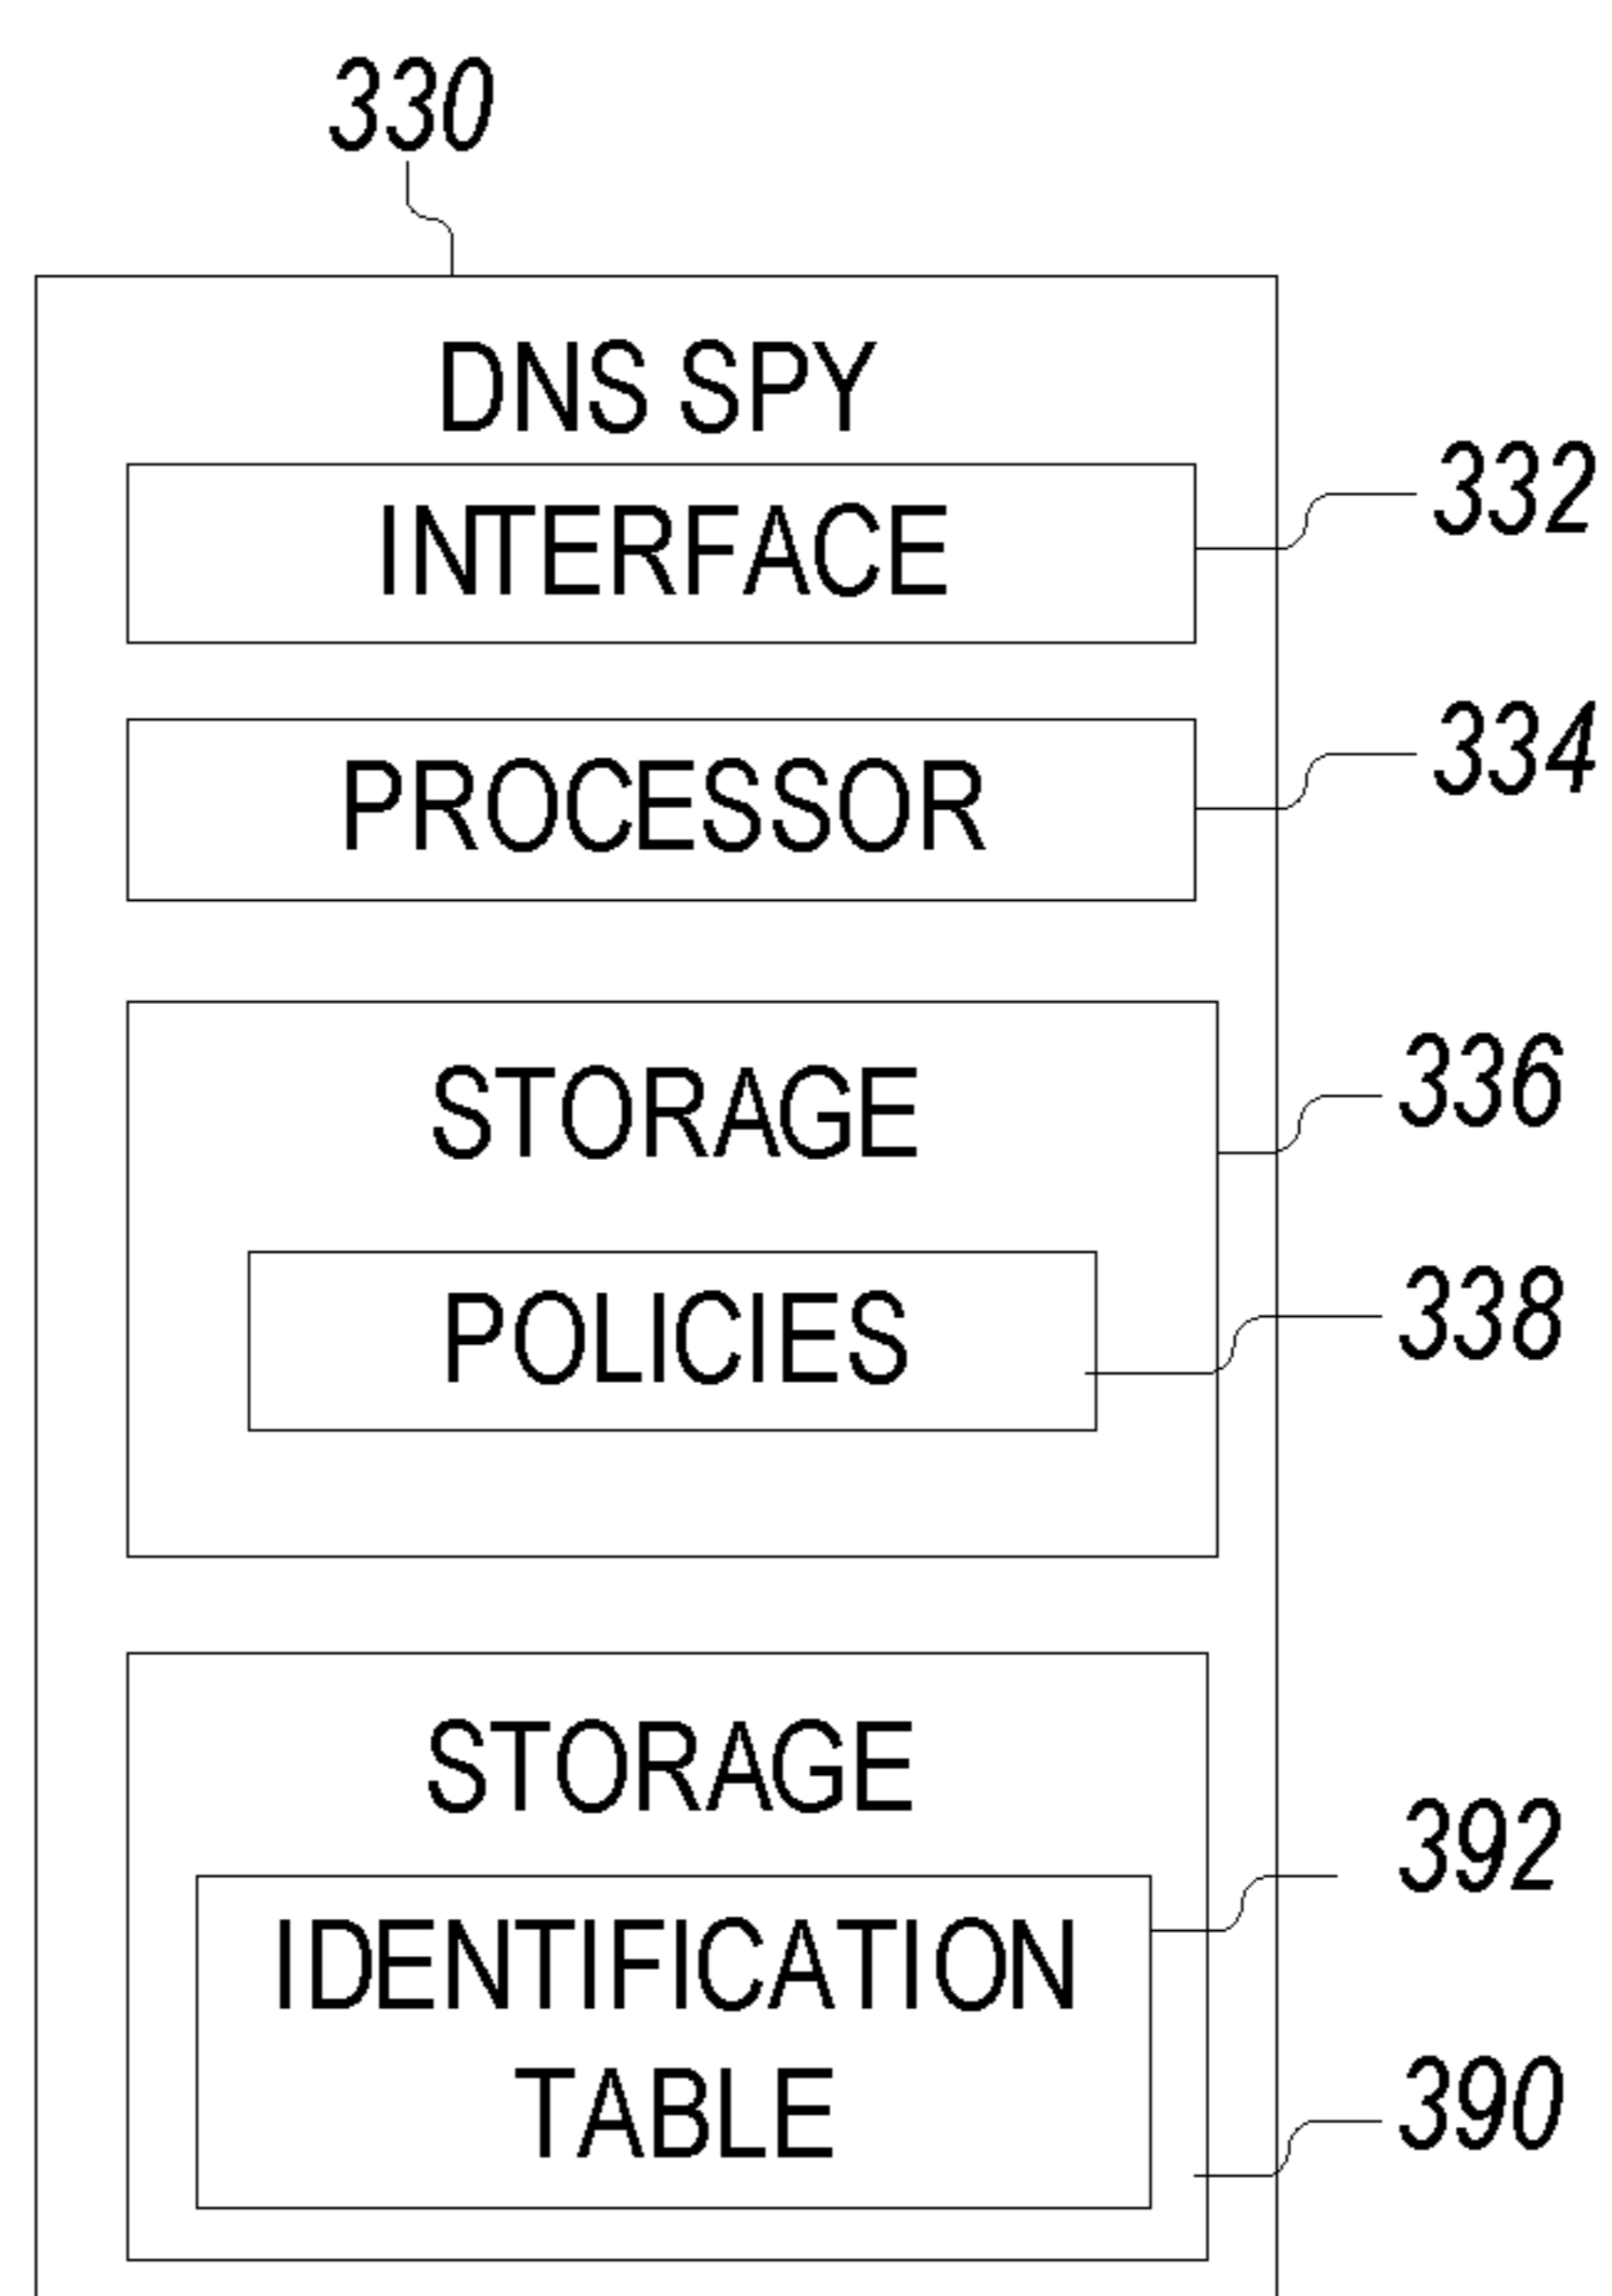 330
DNS SPY
INTERFACE
332
PROCESSOR
334
STORAGE
336
POLICIES
338
STORAGE
392
IDENTIFICATION
TABLE
390